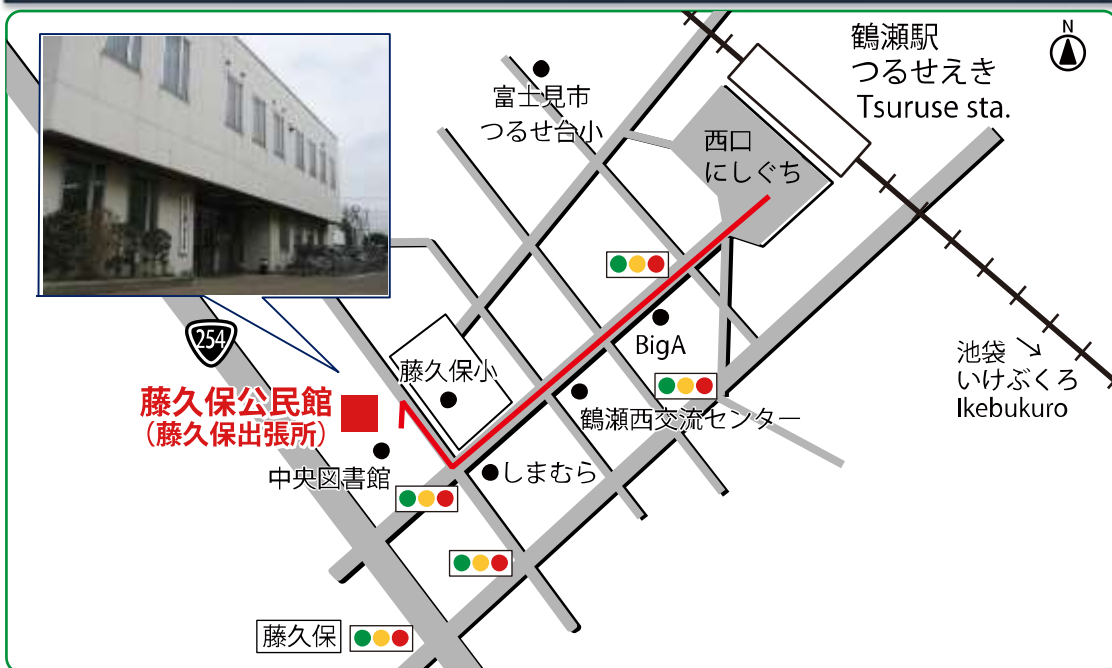 N
鶴瀬駅
つるせえき
Tsuruse sta.
富士見市
つるせ台小
西口
にしぐち
254
BigA
池袋
いけぶくろ
Ikebukuro
藤久保小
藤久保公民館
(藤久保出張所)
鶴瀬西交流センター
中央図書館
しまむら
藤久保